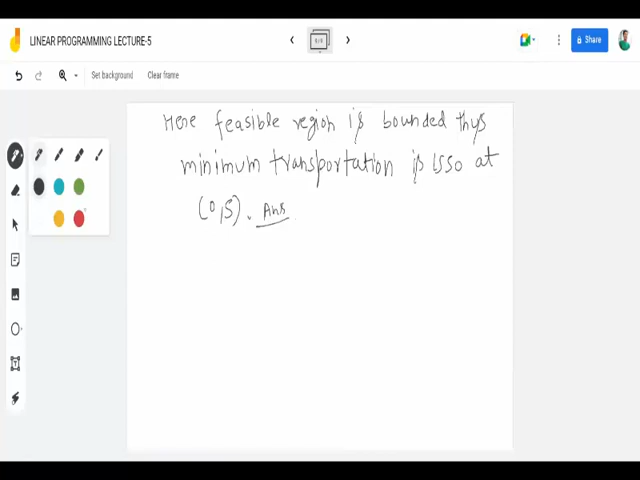 LINEAR PROGRAMMING LECTURE-5
Share
Set background
Clear frame
Here feasible region is bounded thus
minimum transportation is 1550 at
(0,5). Ans